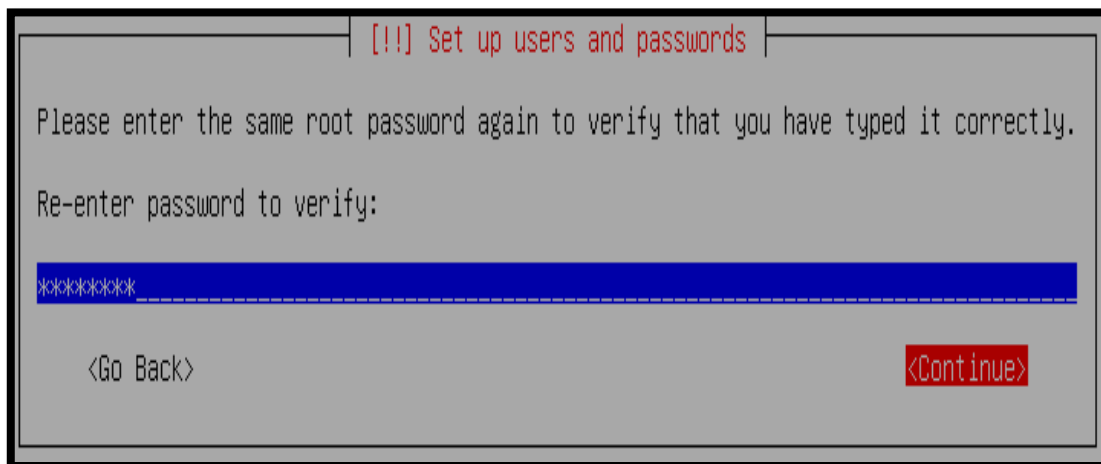 [!!] Set up users and passwords
Please enter the same root password again to verify that you have typed it correctly.
Re-enter password to verify:
********
<Go Back> <Continue>